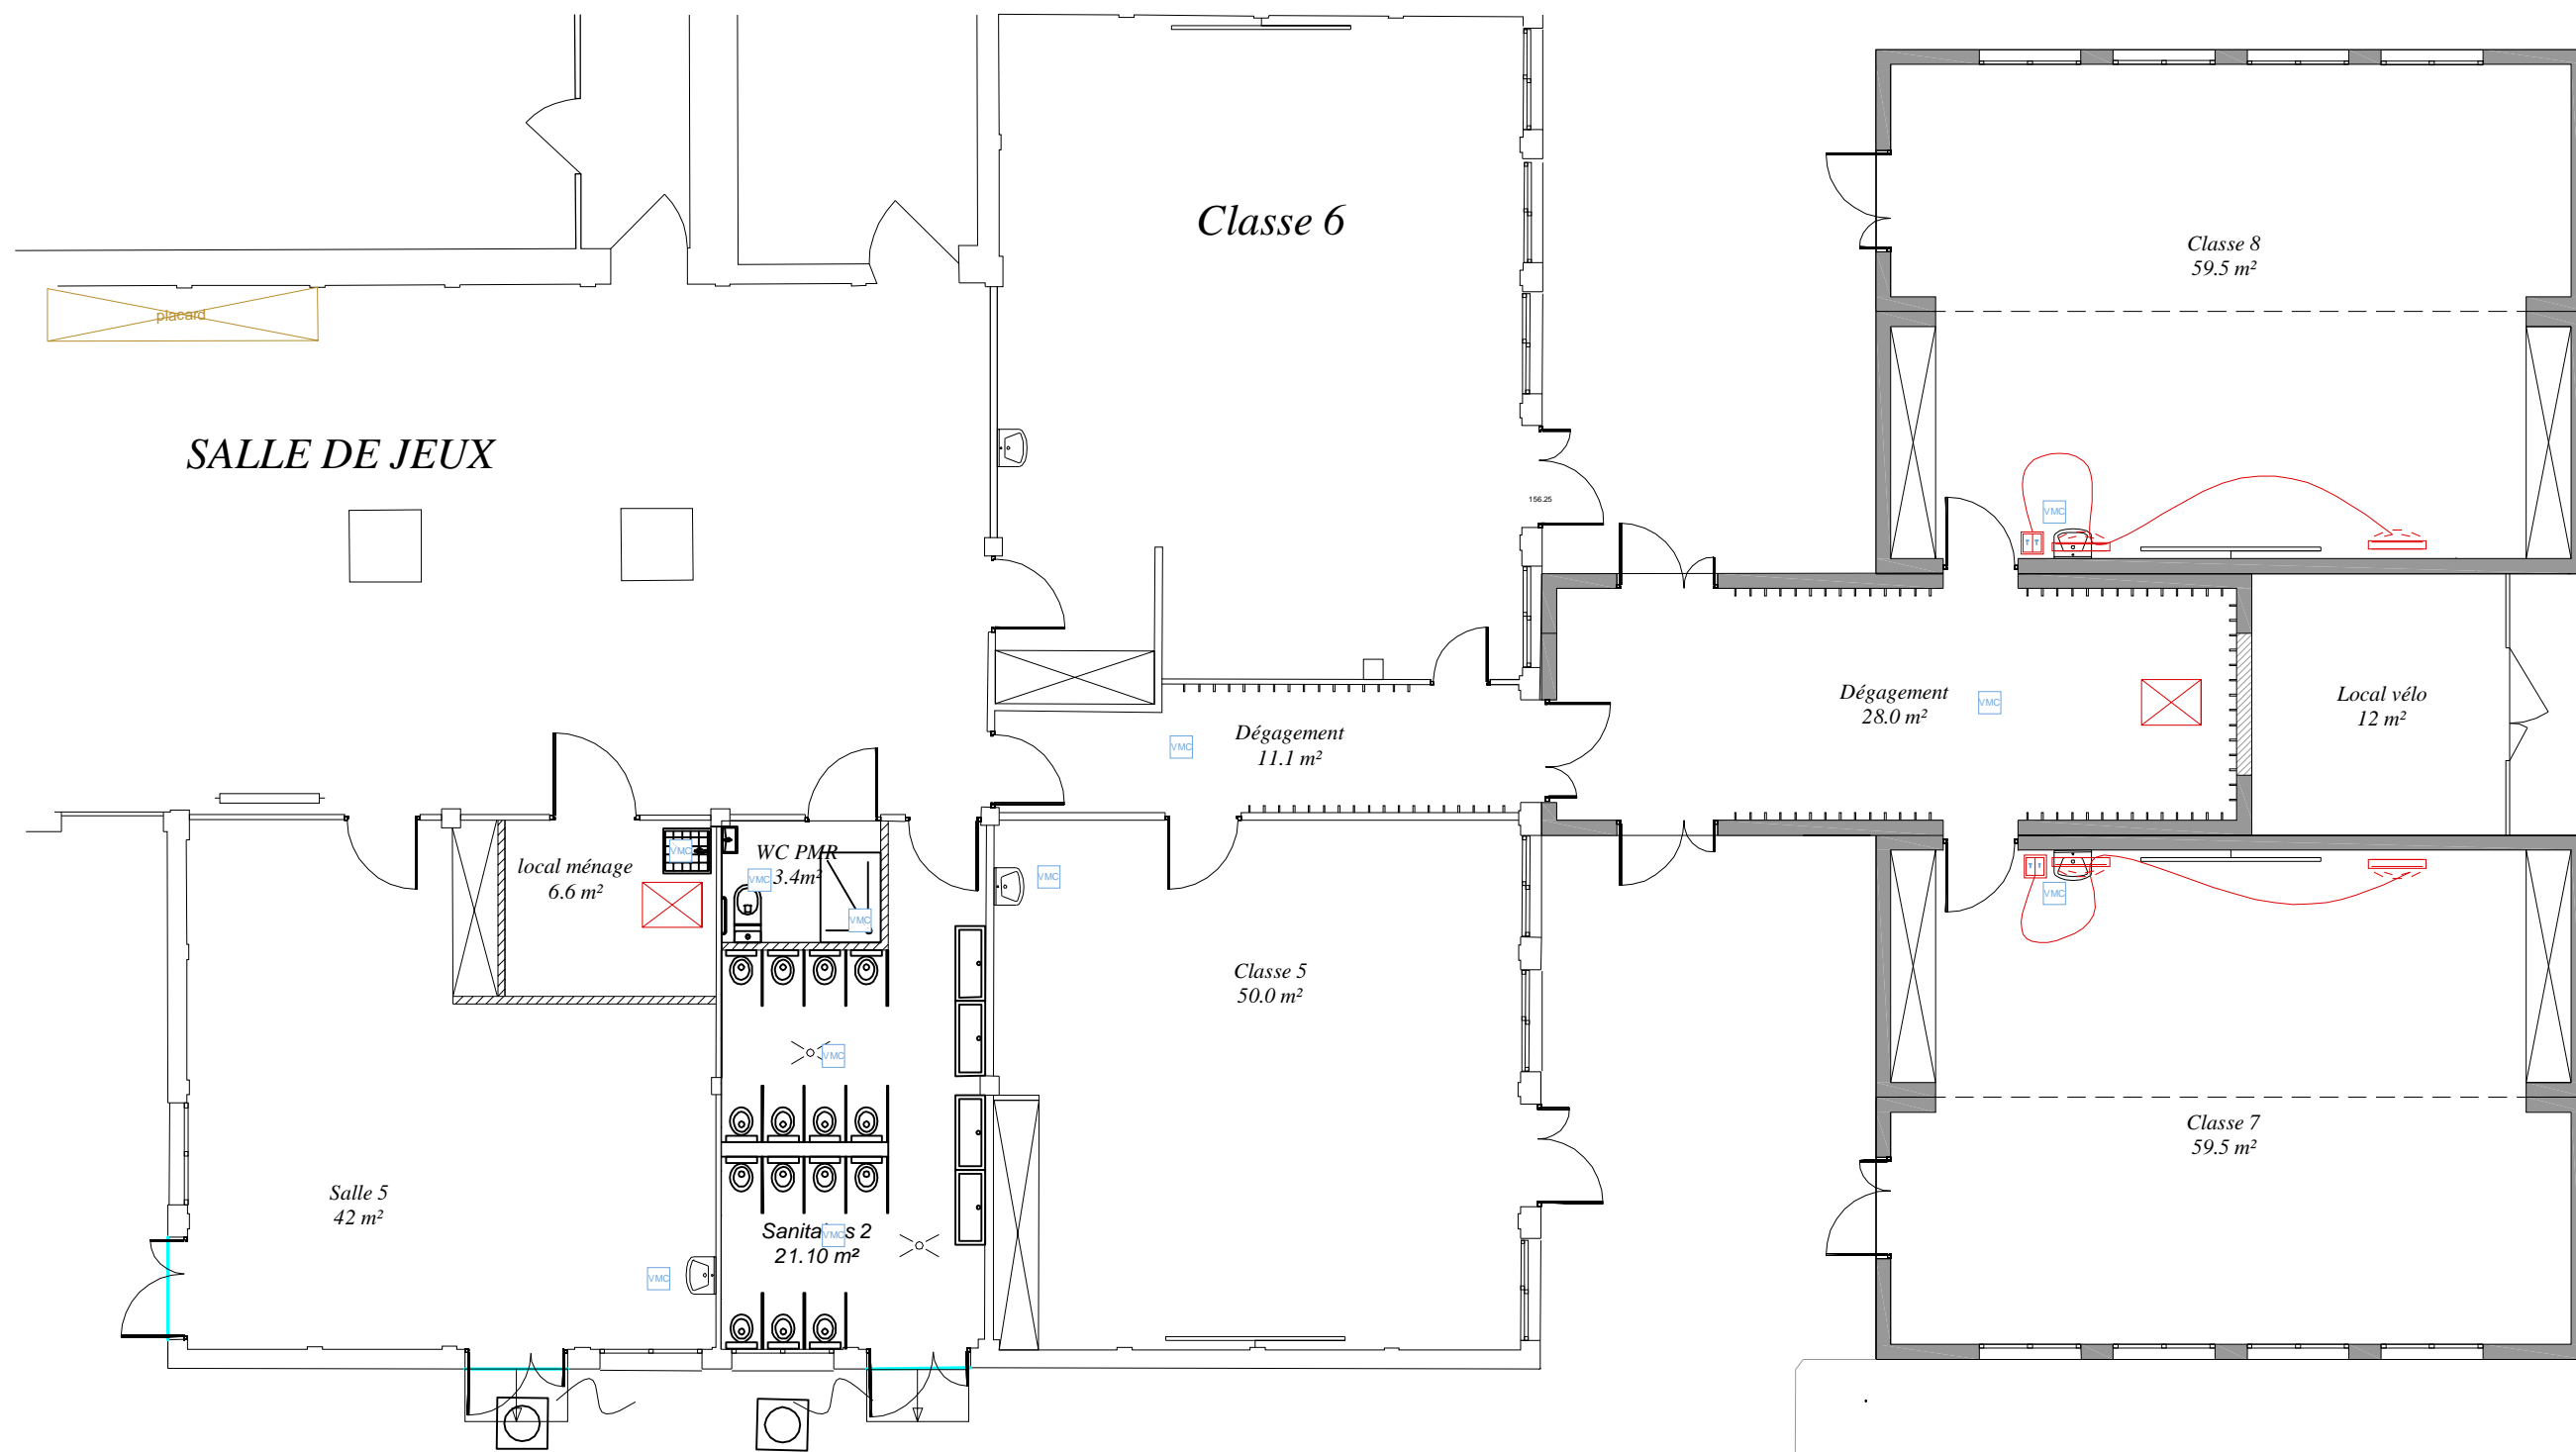 placard
SALLE DE JEUX
Classe 6
156.25
Classe 8
59.5 m²
VMC
Dégagement
11.1 m²
VMC
Dégagement
28.0 m²
VMC
Local vélo
12 m²
local ménage
6.6 m²
VMC
WC PMR
3.4m²
VMC
VMC
VMC
VMC
Classe 5
50.0 m²
Classe 7
59.5 m²
VMC
Salle 5
42 m²
VMC
Sanita s 2
VMC
21.10 m²